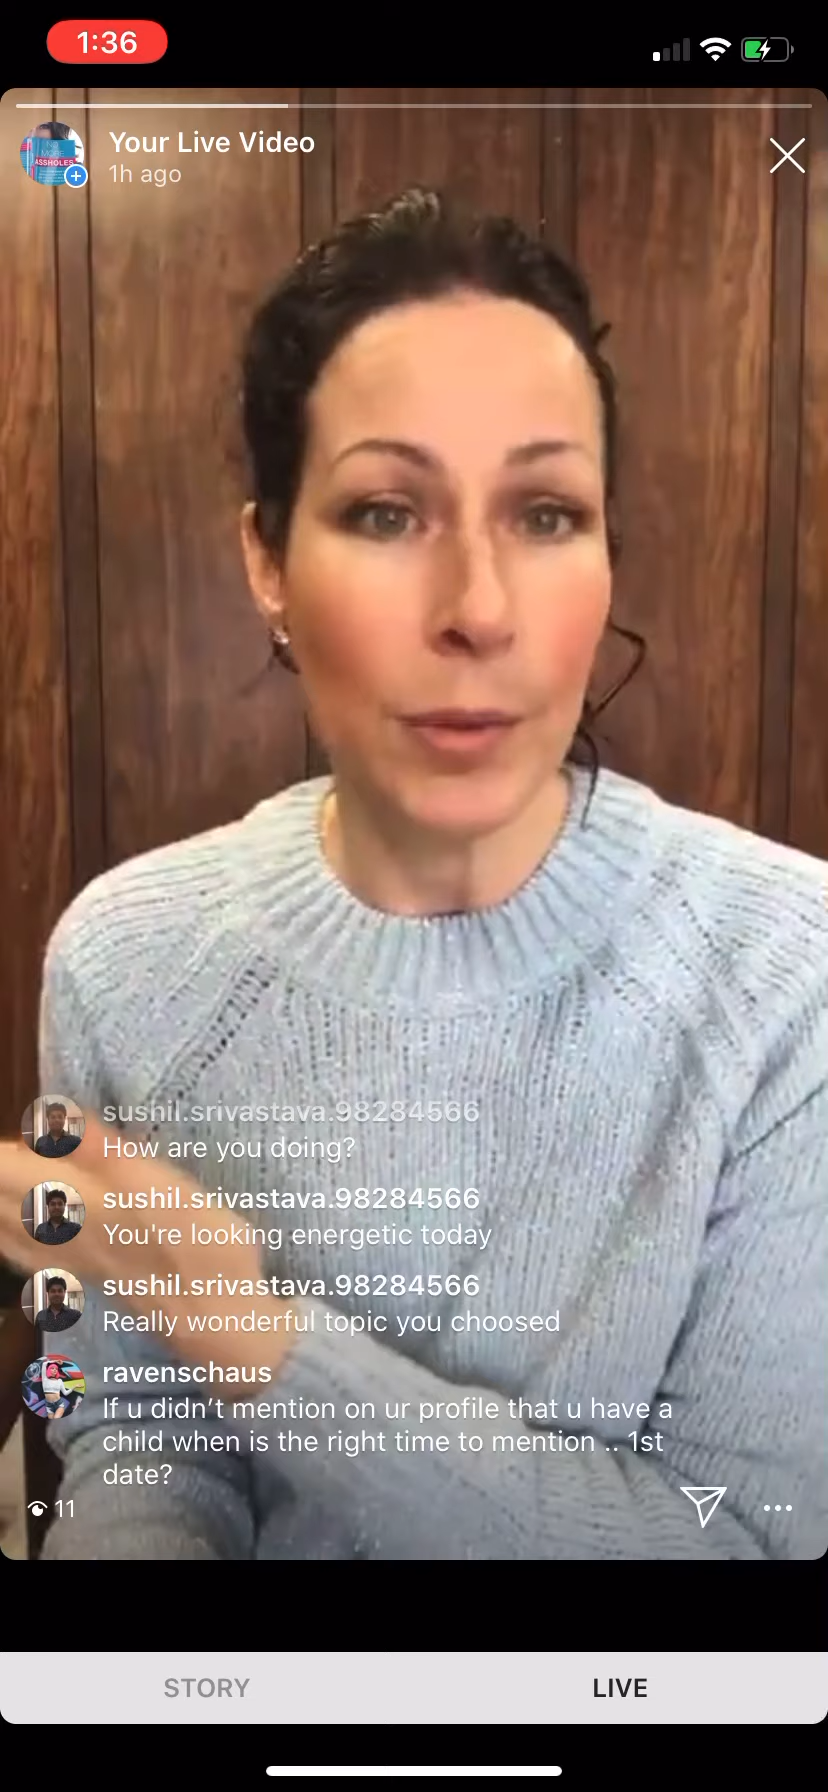 1:36
Your Live Video
1h ago
MORE
ASSHOLES
sushil.srivastava.98284566
How are you doing?
sushil.srivastava.98284566
You're looking energetic today
sushil.srivastava.98284566
Really wonderful topic you choosed
ravenschaus
If u didn’t mention on ur profile that u have a
child when is the right time to mention .. 1st
date?
11
STORY
LIVE